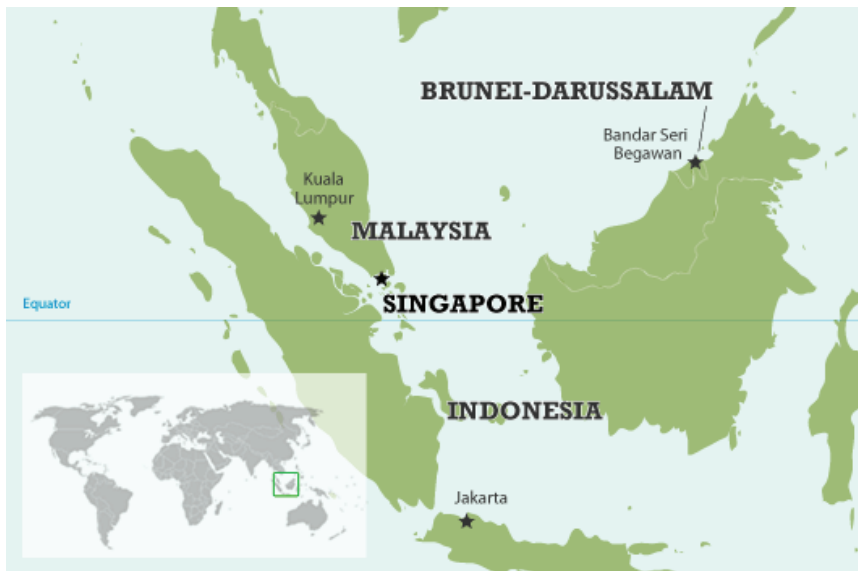 BRUNEI-DARUSSALAM
Bandar Seri
Begawan
Kuala
Lumpur
MALAYSIA
SINGAPORE
Equator
INDONESIA
Jakarta